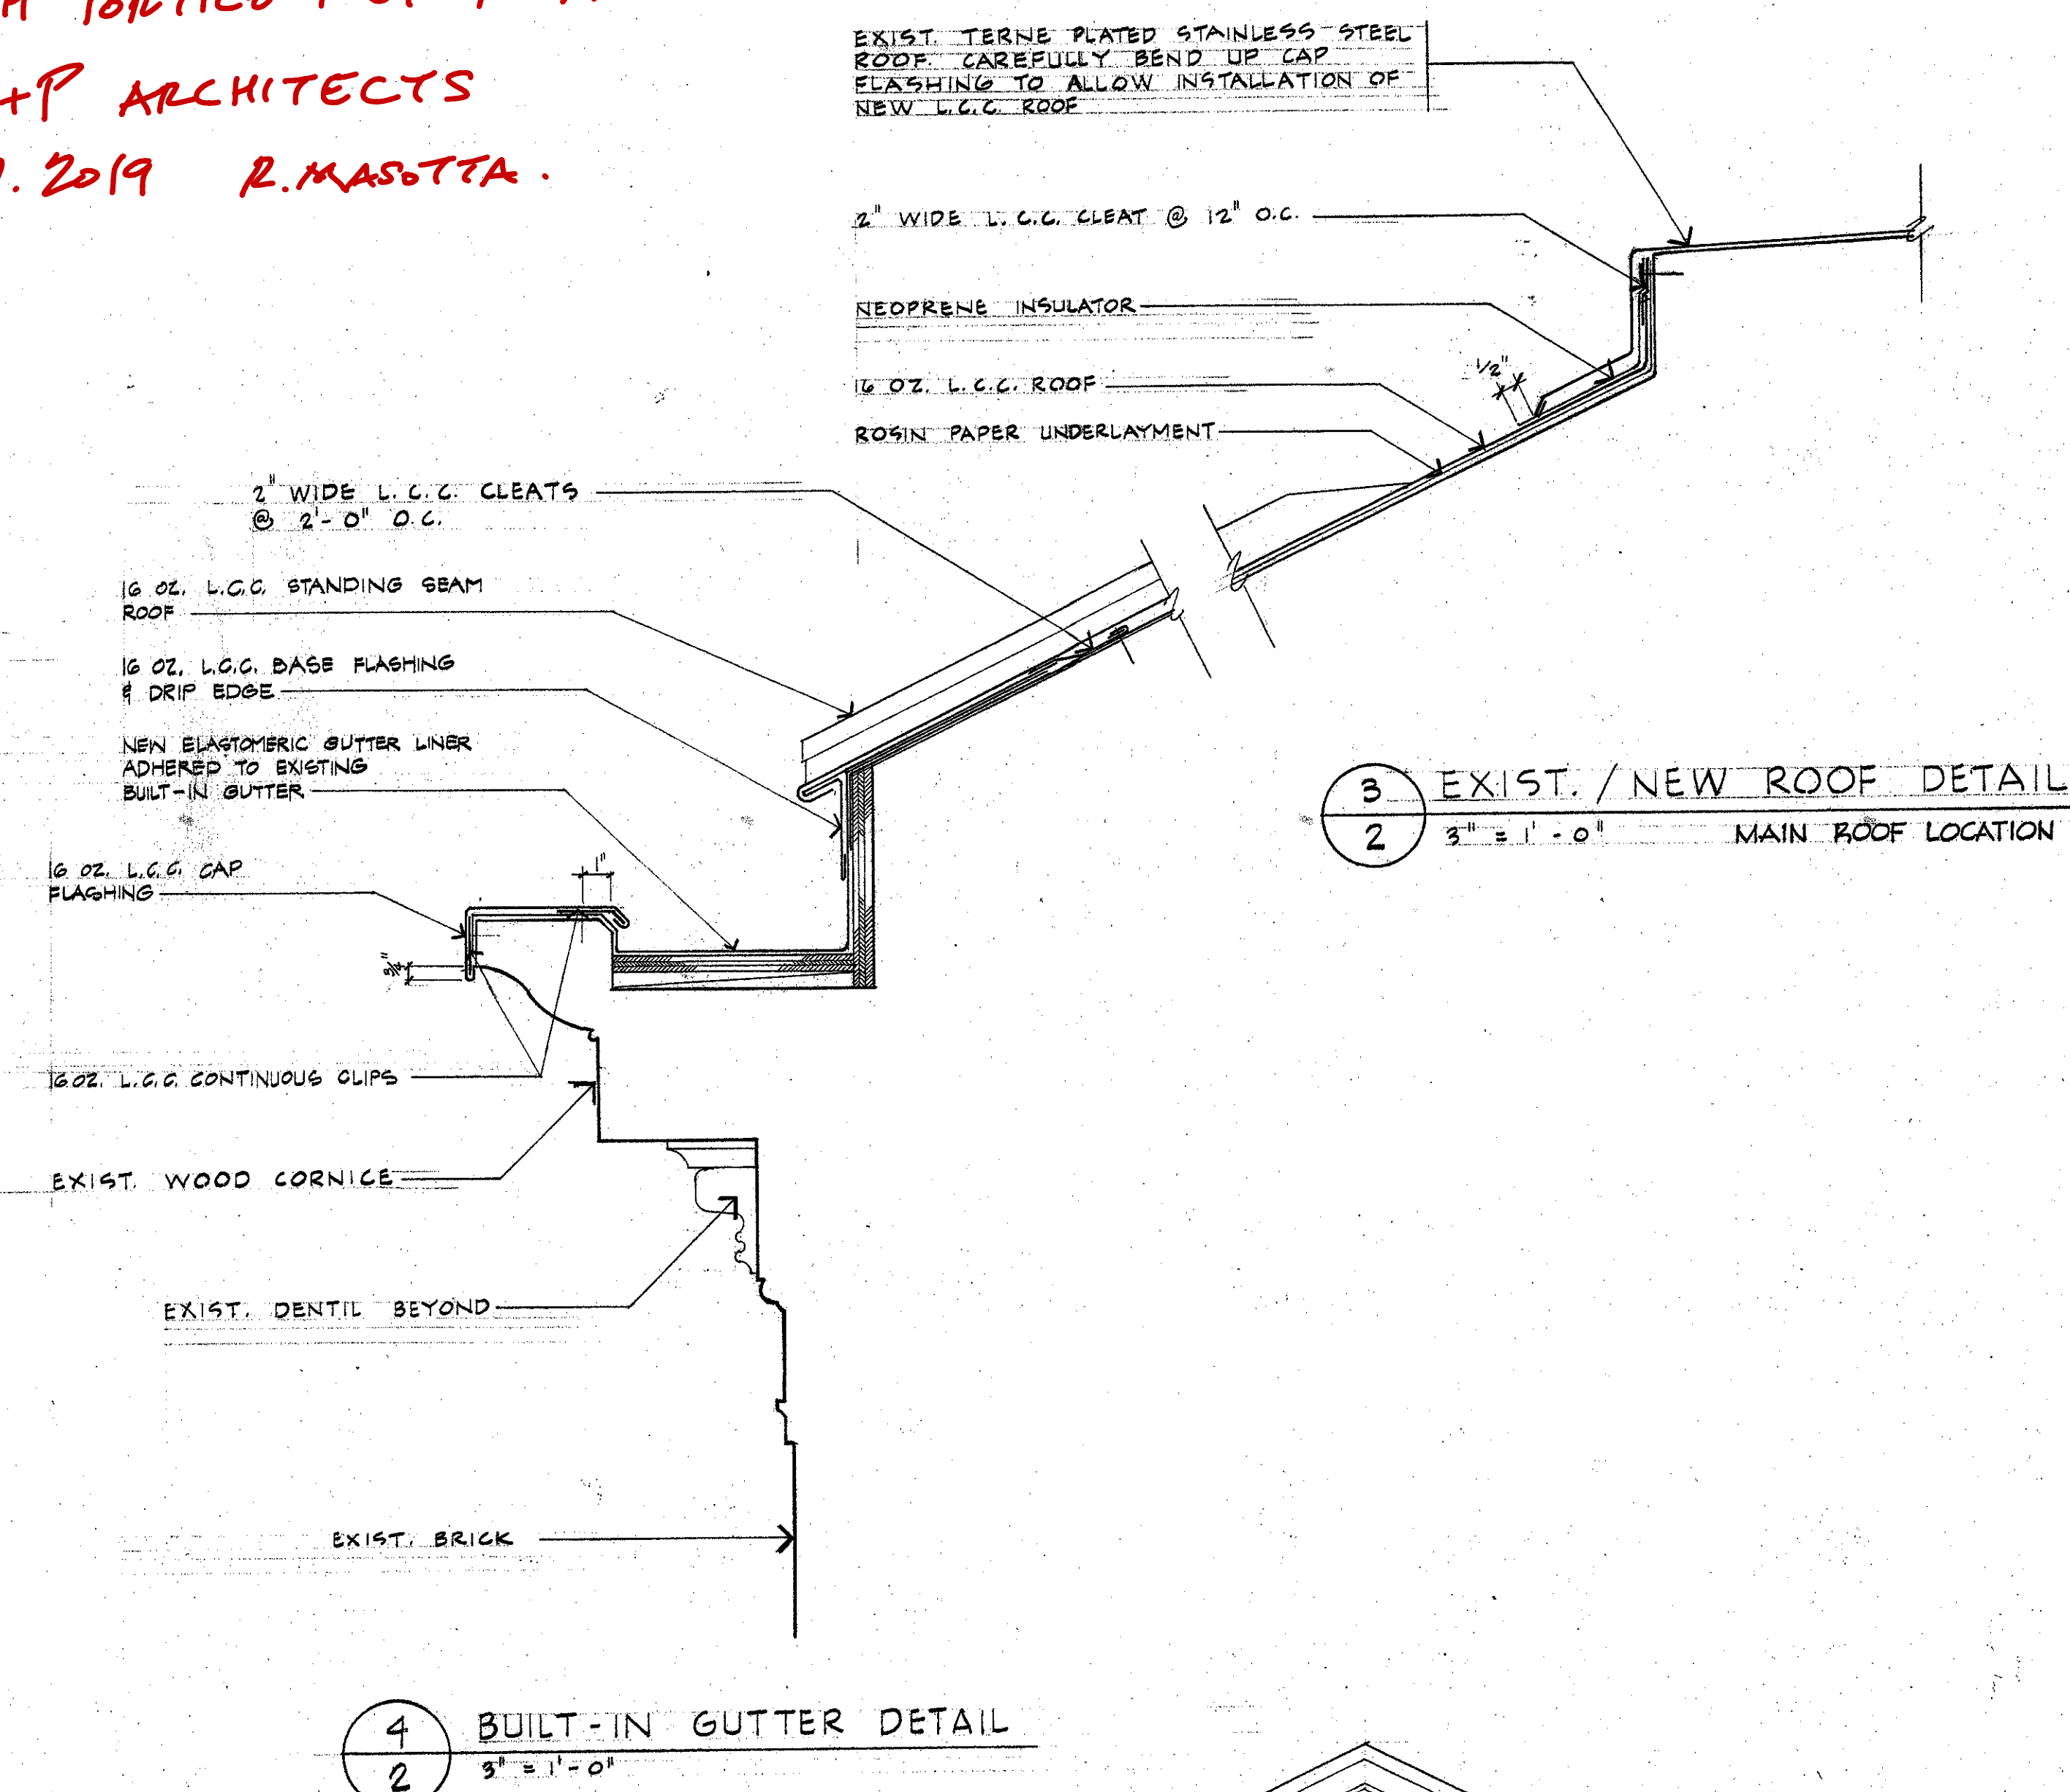 PORTICO
+P ARCHITECTS
2019 R. MASOTTA.
EXIST. TERNE PLATED STAINLESS STEEL
ROOF. CAREFULLY BEND UP CAP
FLASHING TO ALLOW INSTALLATION OF
NEW L.C.C. ROOF
2" WIDE L.C.C. CLEAT @ 12" O.C.
NEOPRENE INSULATOR
1/2"
16 OZ. L.C.C. ROOF
ROSIN PAPER UNDERLAYMENT
2" WIDE L.C.C. CLEATS
@ 2'-0" O.C.
16 OZ. L.C.C. STANDING SEAM
ROOF
16 OZ. L.C.C. BASE FLASHING
& DRIP EDGE
NEW ELASTOMERIC GUTTER LINER
ADHERED TO EXISTING
BUILT-IN GUTTER
3 EXIST. / NEW ROOF DETAIL
2 3" = 1'-0" MAIN ROOF LOCATION
16 OZ. L.C.C. CAP
FLASHING
1"
16 OZ. L.C.C. CONTINUOUS CLIPS
EXIST. WOOD CORNICE
EXIST. DENTIL BEYOND
EXIST. BRICK
4 BUILT-IN GUTTER DETAIL
2 3" = 1'-0"